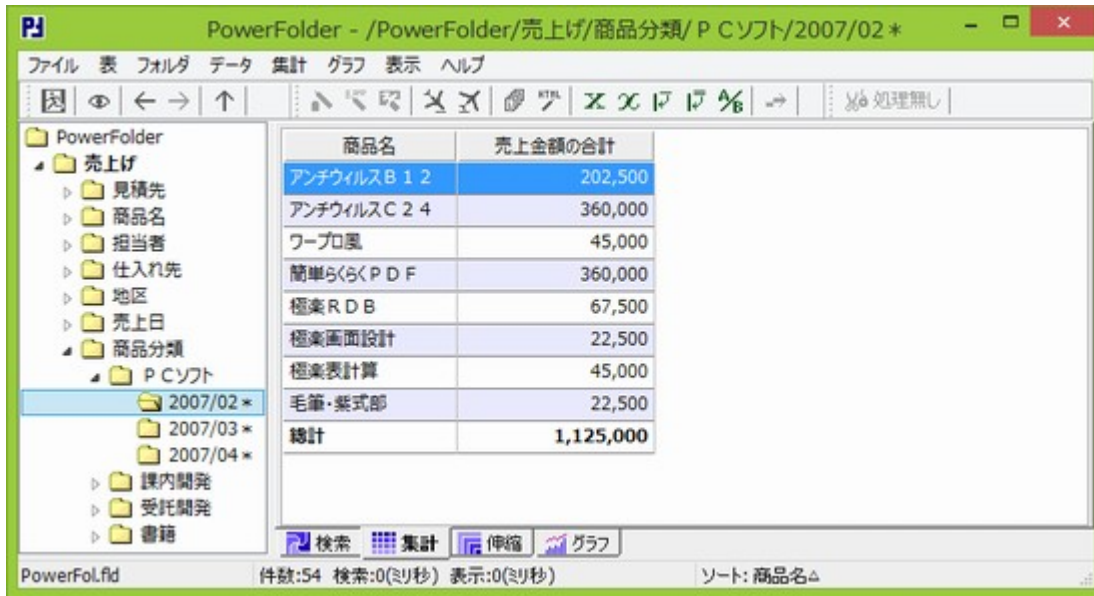 PowerFolder - /PowerFolder/売上げ/商品分類/ＰＣソフト/2007/02＊
ファイル 表 フォルダ データ 集計 グラフ 表示 ヘルプ
処理無し
PowerFolder
売上げ
見積先
商品名
担当者
仕入れ先
地区
売上日
商品分類
ＰＣソフト
2007/02＊
2007/03＊
2007/04＊
課内開発
受託開発
書籍
商品名 売上金額の合計
アンチウィルスＢ１２ 202,500
アンチウィルスＣ２４ 360,000
ワープロ風 45,000
簡単らくらくＰＤＦ 360,000
極楽ＲＤＢ 67,500
極楽画面設計 22,500
極楽表計算 45,000
毛筆・紫式部 22,500
総計 1,125,000
検索 集計 伸縮 グラフ
PowerFol.fld 件数:54 検索:0(ミリ秒) 表示:0(ミリ秒) ソート: 商品名△